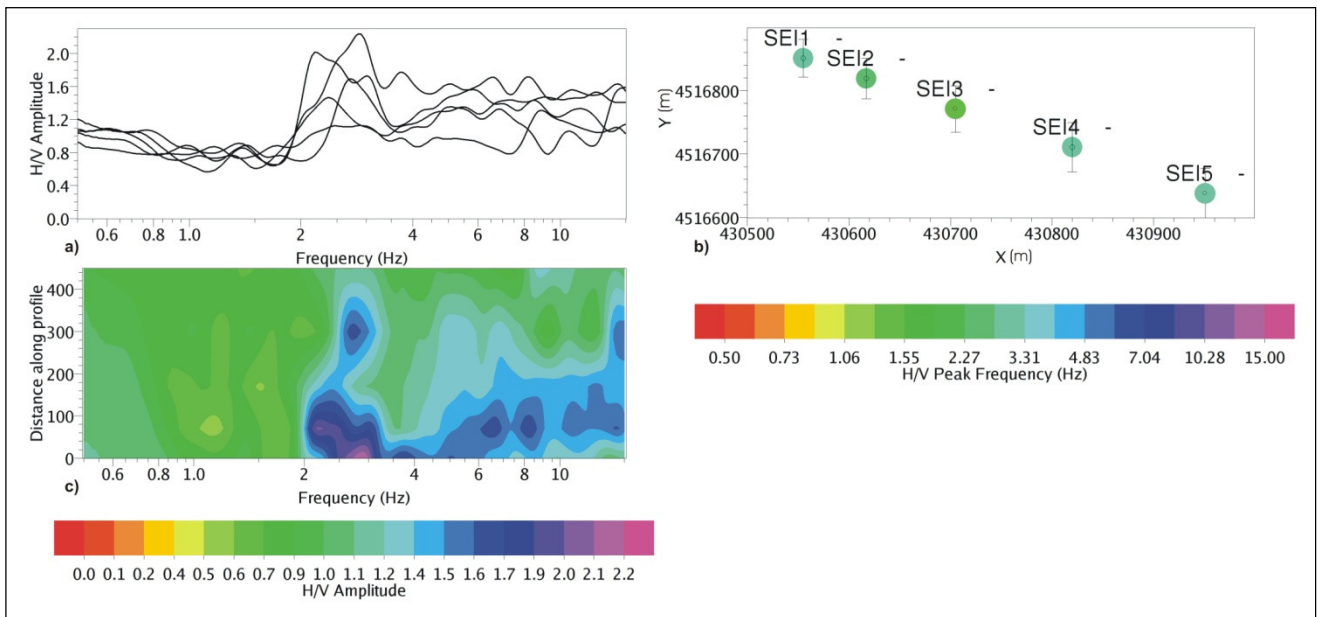 H/V Amplitude
2.0
1.6
1.2
0.8
0.4
0.0
0.6 0.8 1.0 2 4 6 8 10
a)
Frequency (Hz)
Y (m)
4516800
4516700
4516600
SEI1 -
SEI2 -
SEI3 -
SEI4 -
SEI5 -
430500 430600 430700 430800 430900
b)
X (m)
Distance along profile
400
300
200
100
0
0.6 0.8 1.0 2 4 6 8 10
c)
Frequency (Hz)
0.50 0.73 1.06 1.55 2.27 3.31 4.83 7.04 10.28 15.00
H/V Peak Frequency (Hz)
0.0 0.1 0.2 0.4 0.5 0.6 0.7 0.9 1.0 1.1 1.2 1.4 1.5 1.6 1.7 1.9 2.0 2.1 2.2
H/V Amplitude